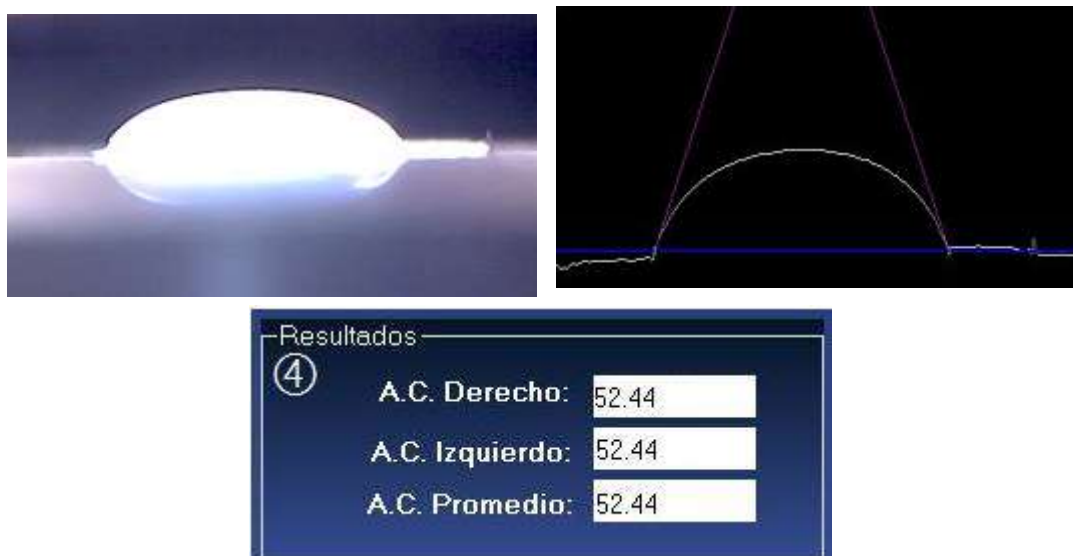 Resultados
④
A.C. Derecho: 52.44
A.C. Izquierdo: 52.44
A.C. Promedio: 52.44